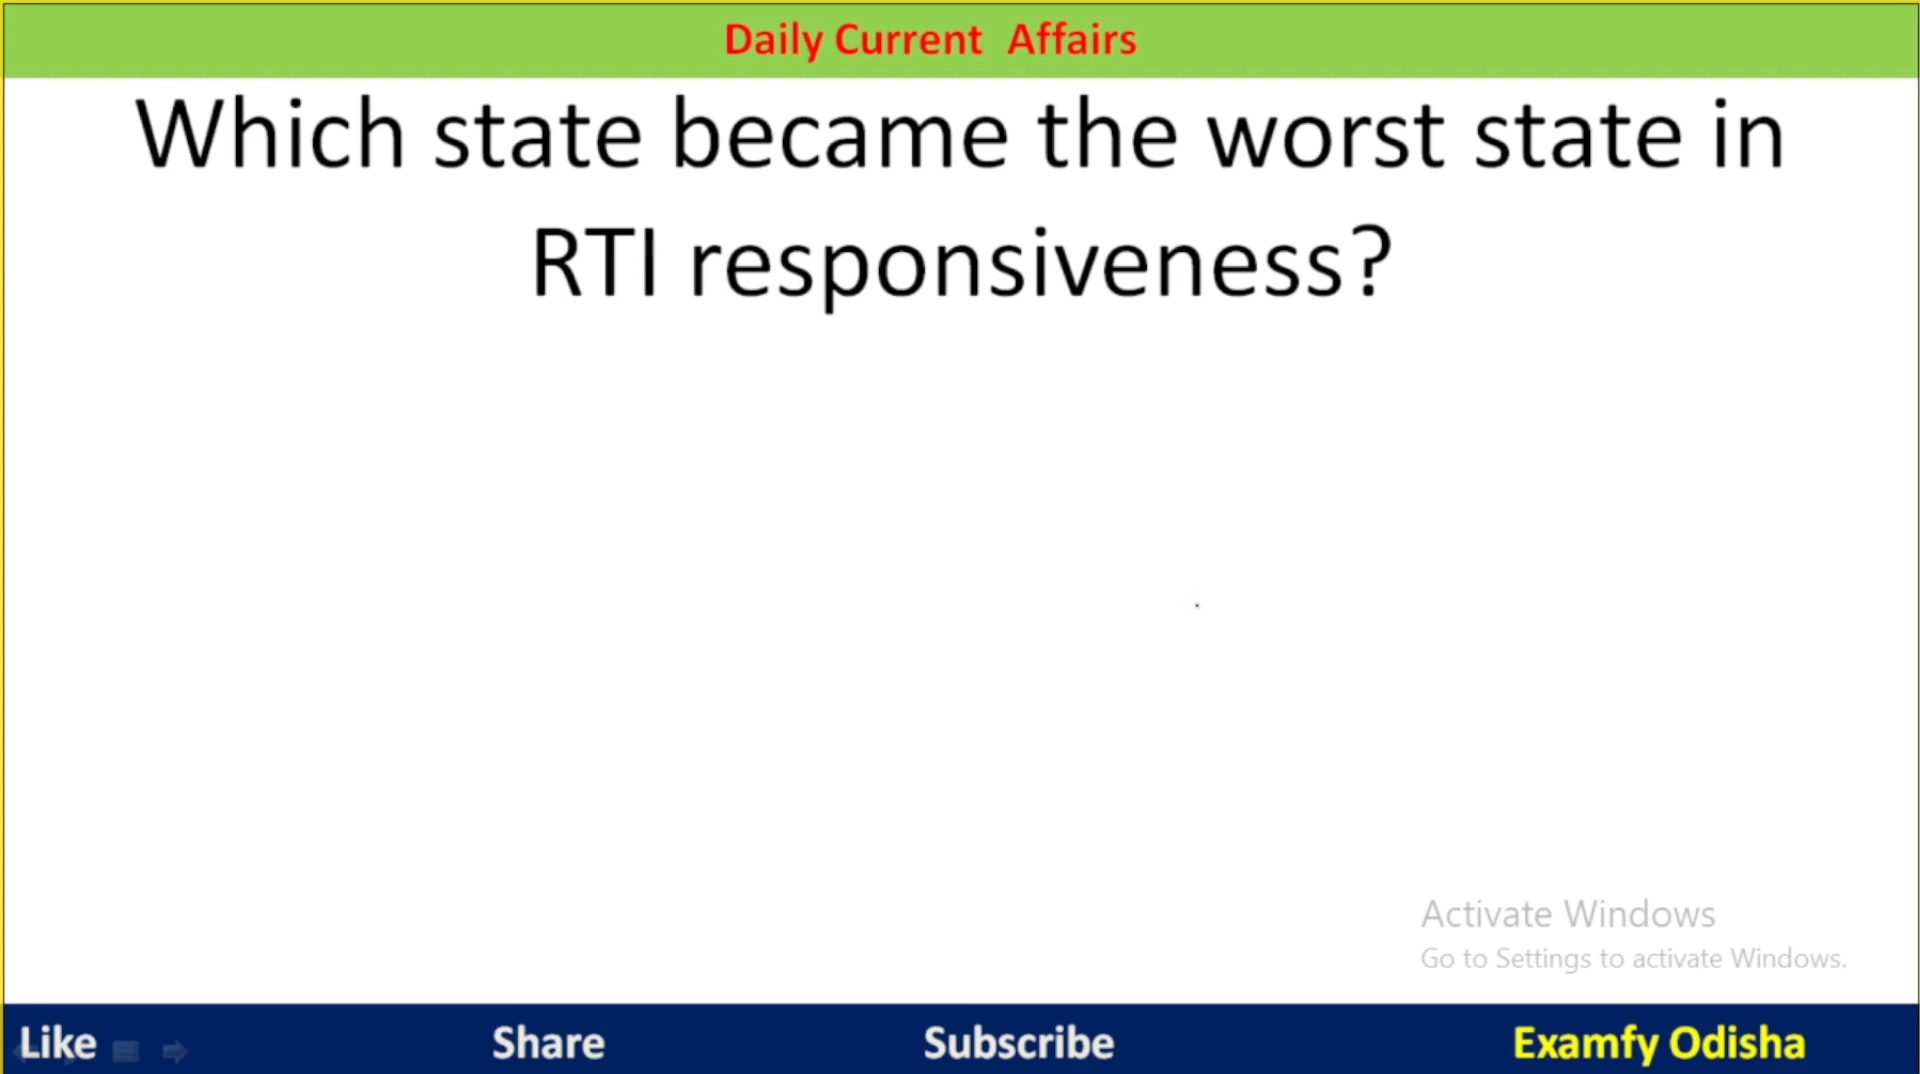 Daily Current  Affairs
Which state became the worst state in
RTI responsiveness?
Activate Windows
Go to Settings to activate Windows.
Like
Share
Subscribe
Examfy Odisha